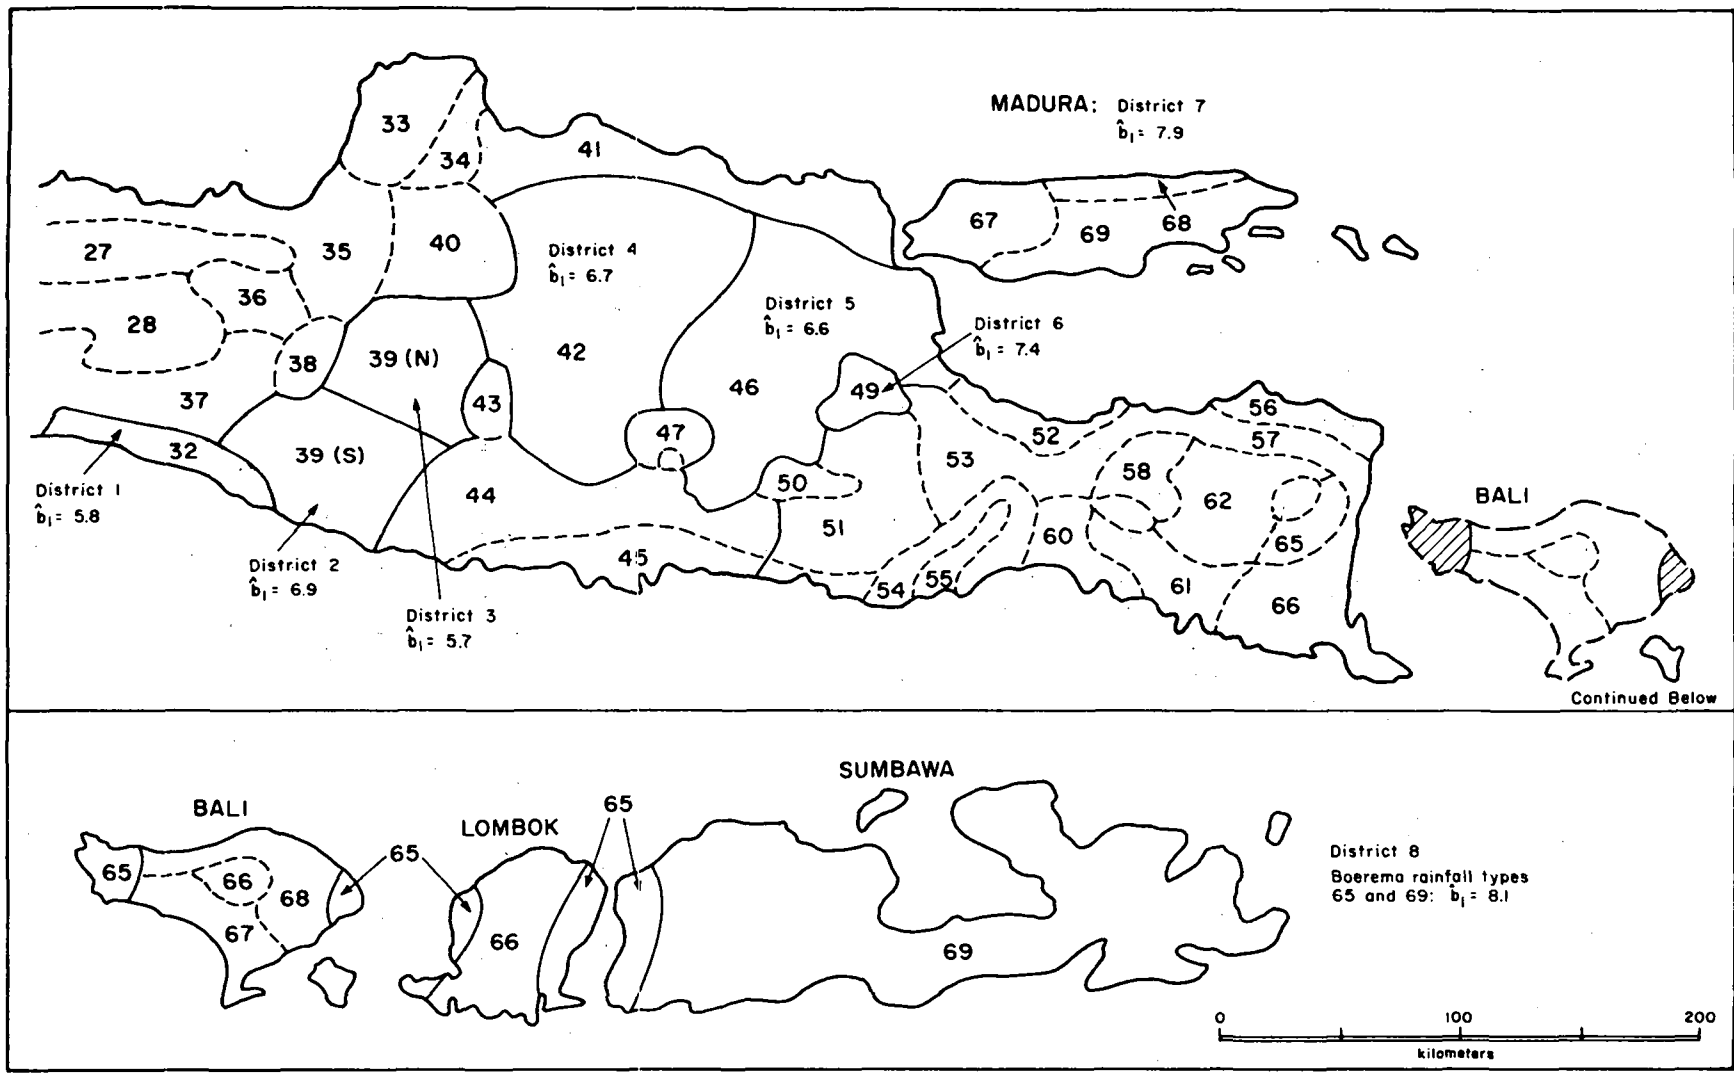 33
34
41
MADURA: District 7
b̂₁ = 7.9
27
35
40
District 4
b̂₁ = 6.7
67
69
68
36
28
38
39 (N)
42
District 5
b̂₁ = 6.6
District 6
b̂₁ = 7.4
46
49
37
43
47
32
39 (S)
44
50
51
53
52
56
57
58
62
60
65
61
66
45
54
55
District 1
b̂₁ = 5.8
District 2
b̂₁ = 6.9
District 3
b̂₁ = 5.7
BALI
Continued Below
BALI
65
66
68
67
65
LOMBOK
66
65
SUMBAWA
69
District 8
Boerema rainfall types
65 and 69: b̂₁ = 8.1
0 100 200
kilometers